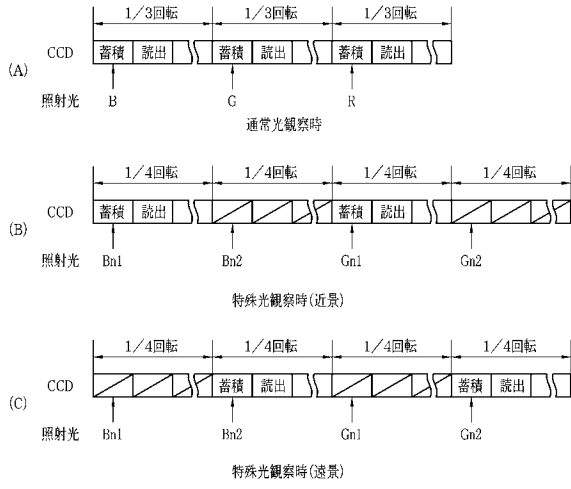 1/3回転 1/3回転 1/3回転
(A) CCD 蓄積 読出 蓄積 読出 蓄積 読出
照射光 B G R
通常光観察時
1/4回転 1/4回転 1/4回転 1/4回転
(B) CCD 蓄積 読出 蓄積 読出
照射光 Bn1 Bn2 Gn1 Gn2
特殊光観察時(近景)
1/4回転 1/4回転 1/4回転 1/4回転
(C) CCD 蓄積 読出 蓄積 読出
照射光 Bn1 Bn2 Gn1 Gn2
特殊光観察時(遠景)